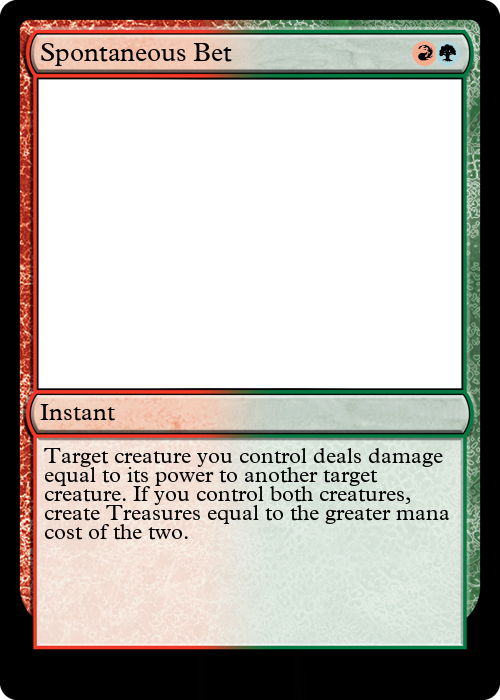 Spontaneous Bet
Instant
Target creature you control deals damage
equal to its power to another target
creature. If you control both creatures,
create Treasures equal to the greater mana
cost of the two.